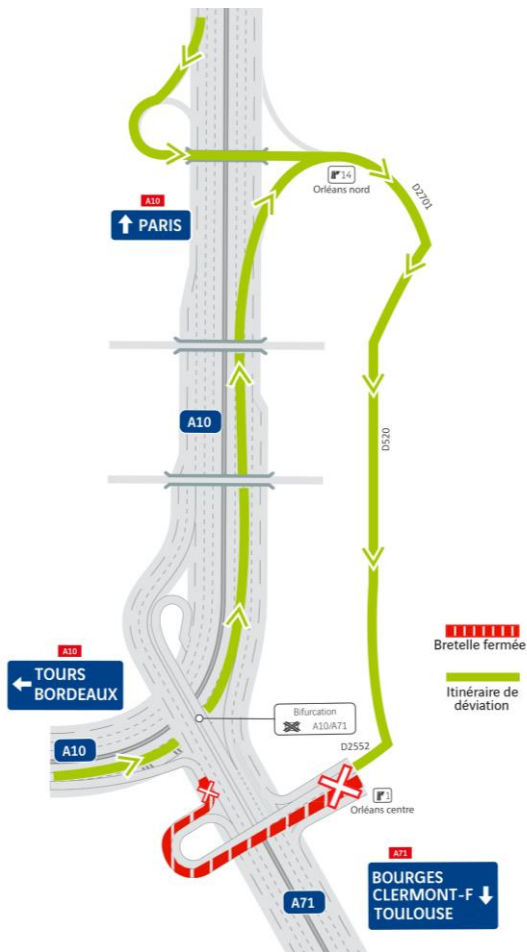 14
Orléans nord
D2701
A10
PARIS
A10
D520
Bretelle fermée
A10
TOURS
BORDEAUX
Itinéraire de
déviation
Bifurcation
A10/A71
A10
D2552
1
Orléans centre
A71
BOURGES
CLERMONT-F
TOULOUSE
A71